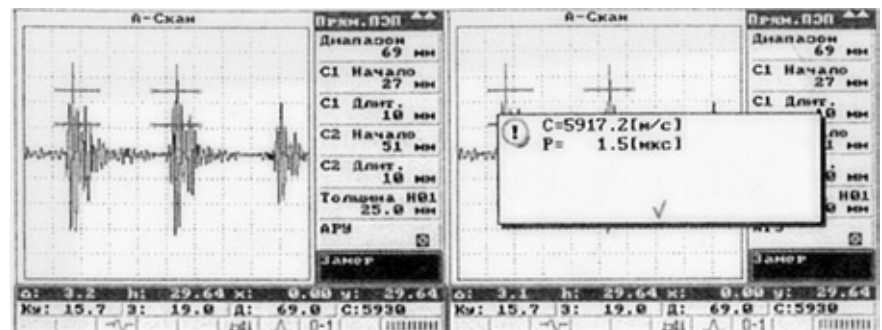 А-Скан
Прям.ПЭП
Диапазон
69 мм
С1 Начало
27 мм
С1 Длит.
10 мм
С2 Начало
51 мм
С2 Длит.
10 мм
Толщина Н01
25.0 мм
АРУ
Замер
Δ: 3.2 h: 29.64 x: 0.00 y: 29.64
Ку: 15.7 З: 19.0 Д: 69.0 С:5930
D-1
А-Скан
Прям.ПЭП
Диапазон
69 мм
С1 Начало
27 мм
С1 Длит.
! С=5917.2[м/с]
Р= 1.5[мкс]
Н01
мм
Замер
Δ: 3.1 h: 29.64 x: 0.00 y: 29.64
Ку: 15.7 З: 19.0 Д: 69.0 С:5930
D-1